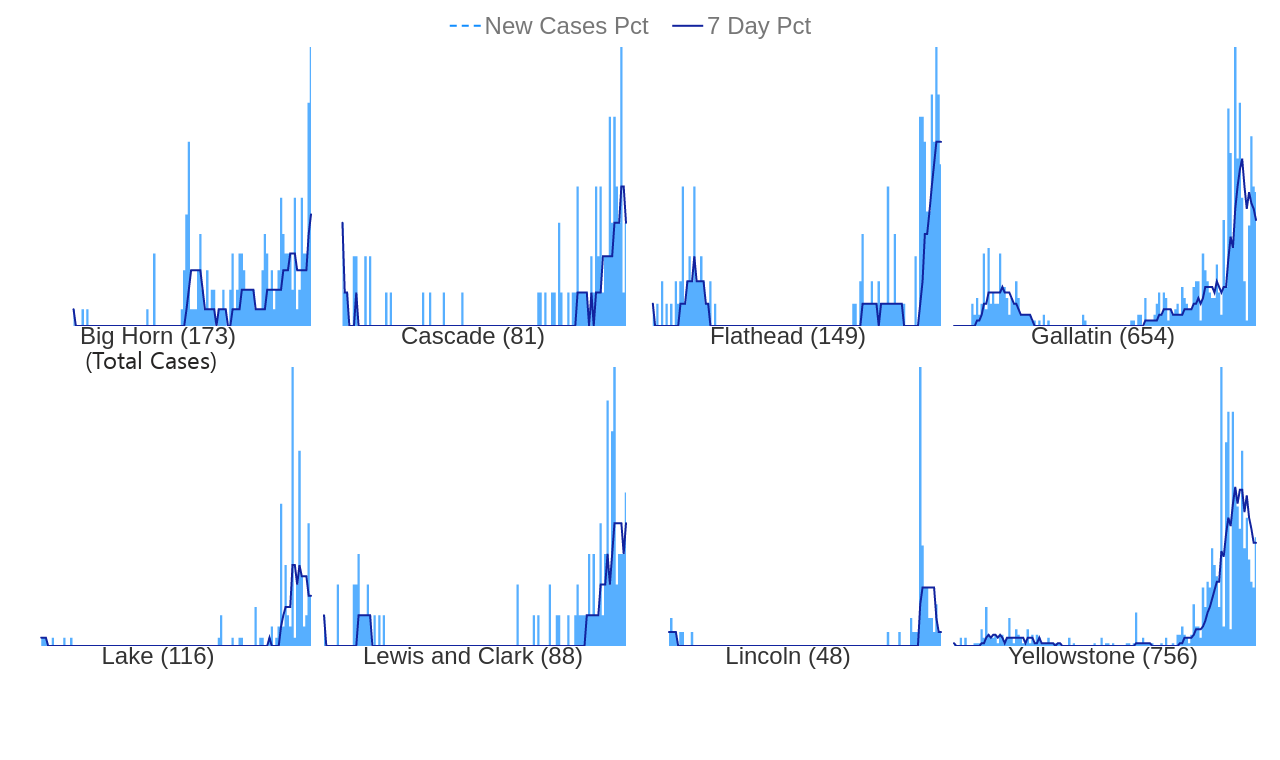 New Cases Pct 7 Day Pct
Big Horn (173) Cascade (81) Flathead (149) Gallatin (654)
(Total Cases)
Lake (116) Lewis and Clark (88) Lincoln (48) Yellowstone (756)